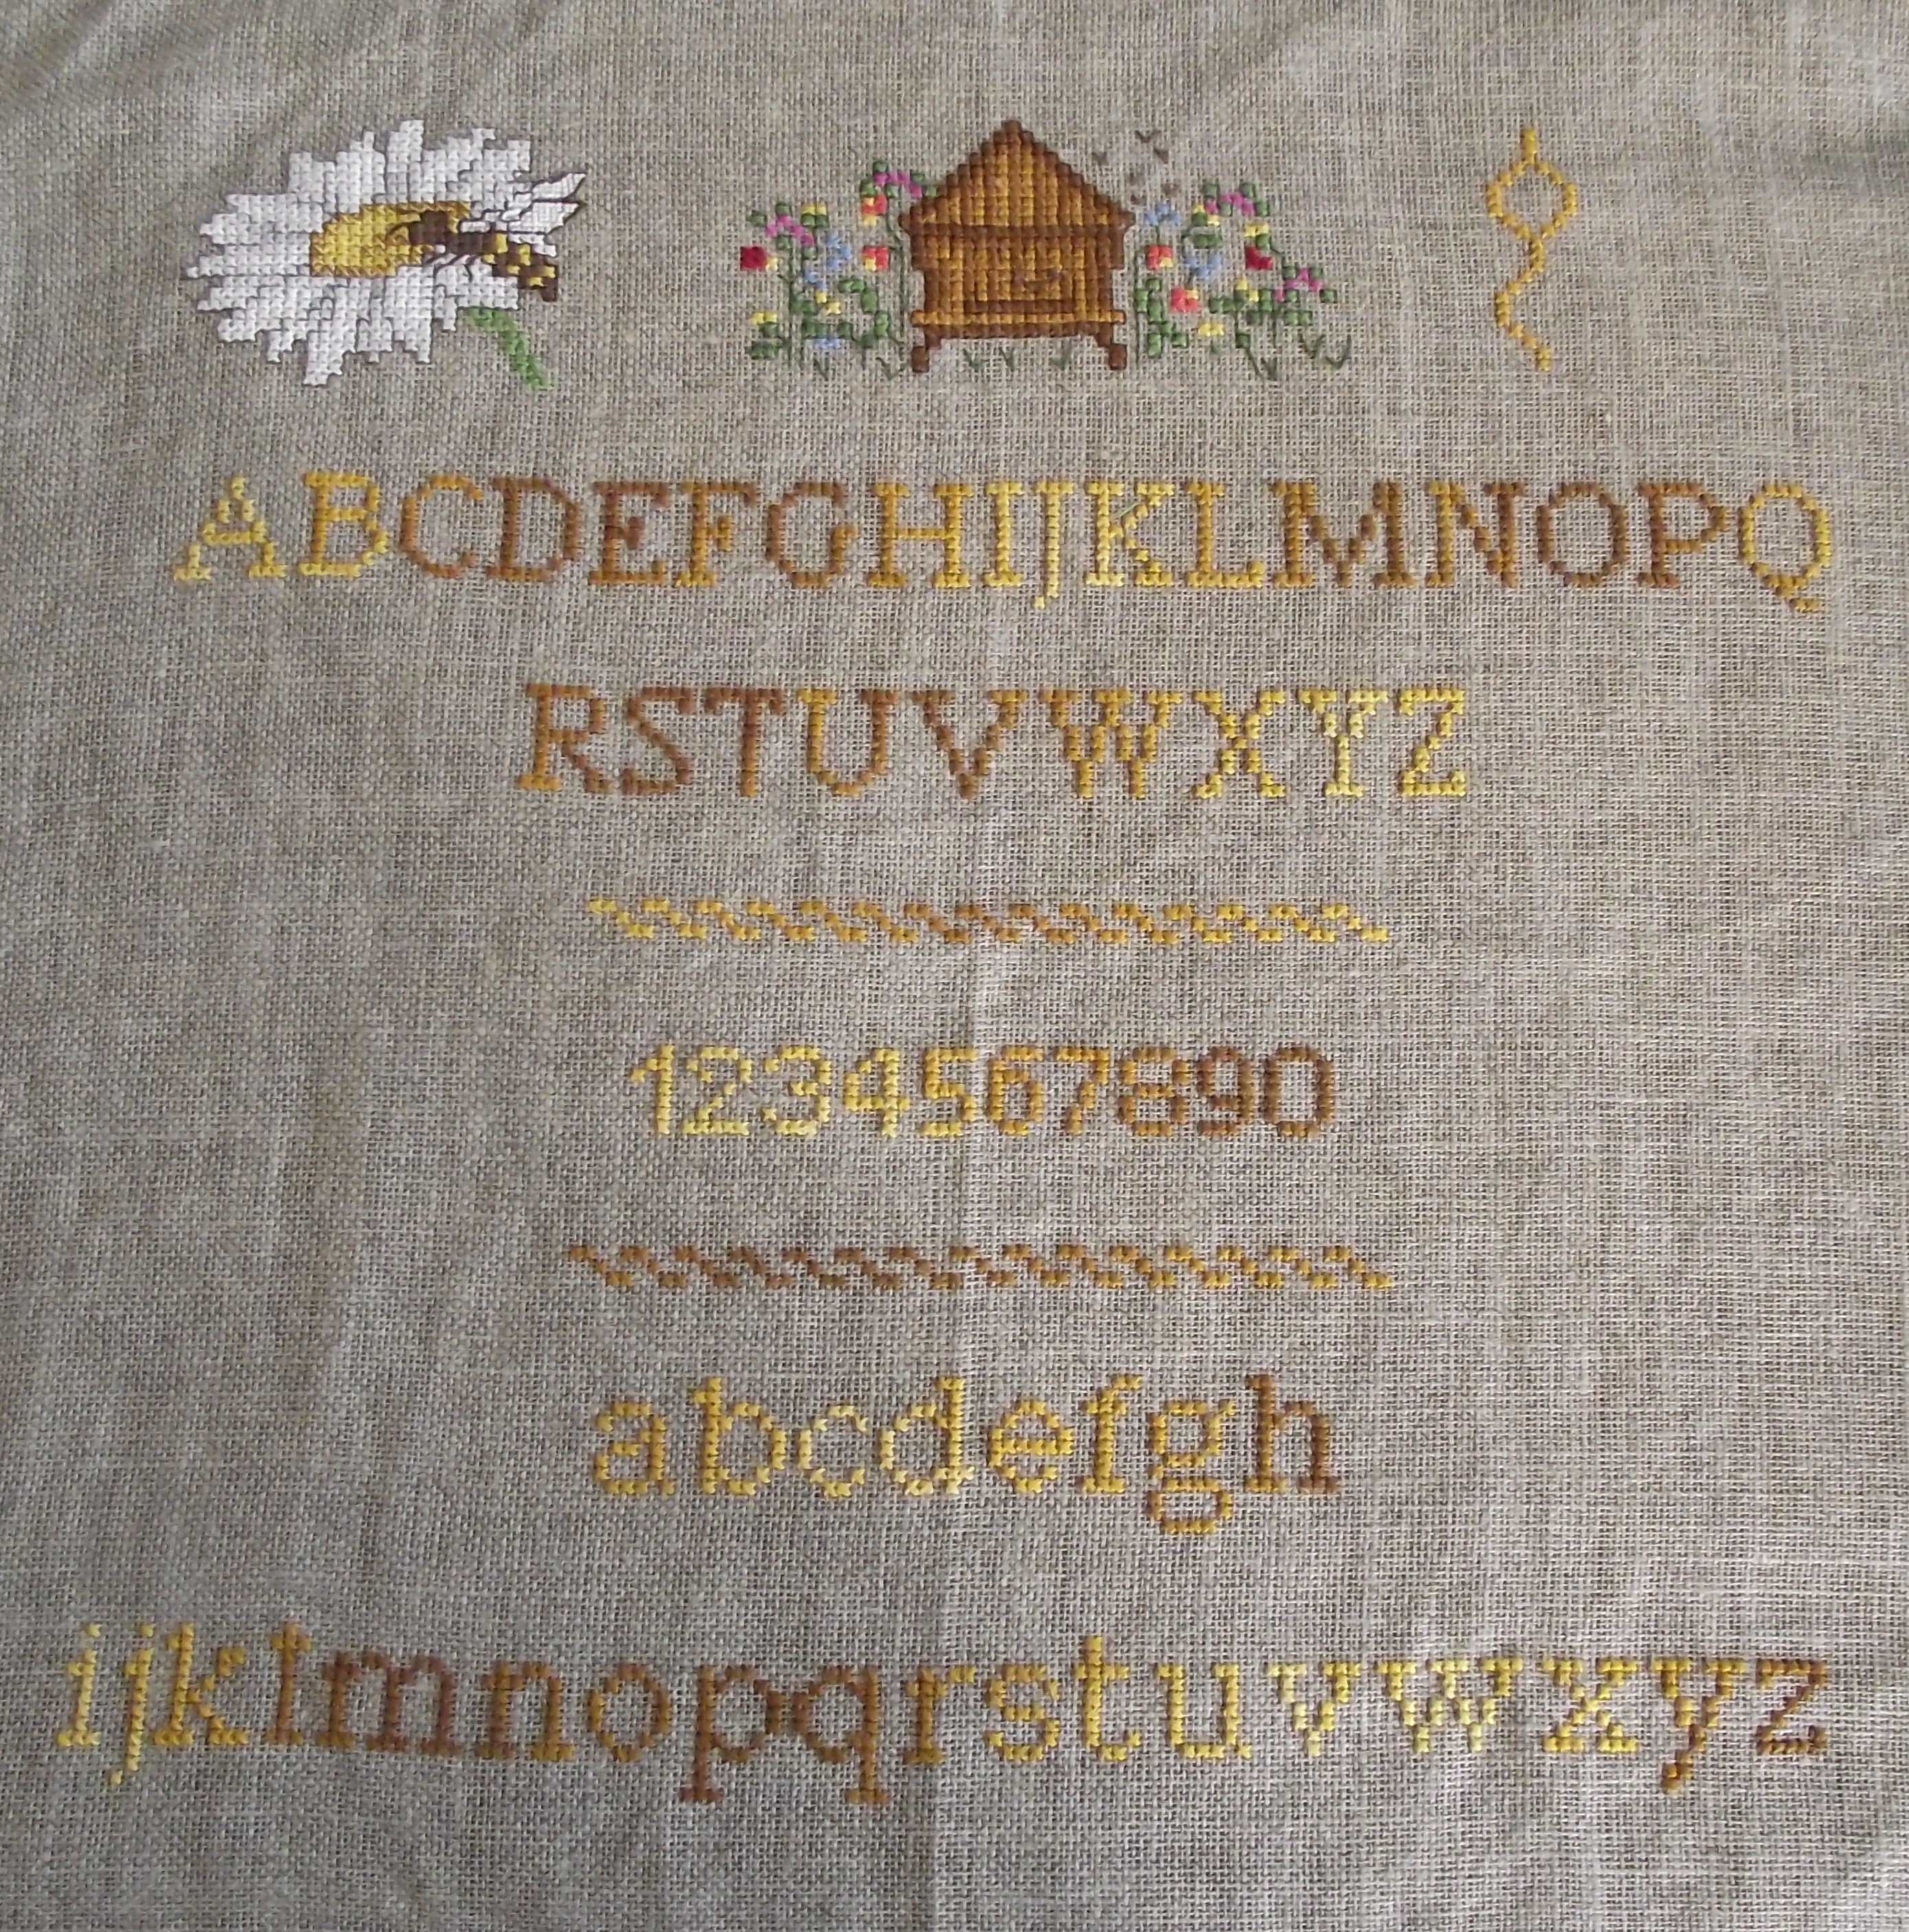 ABCDEFGHIJKLMNOPQ
RSTUVWXYZ
1234567890
abcdefgh
ijklmnopqrstuvwxyz